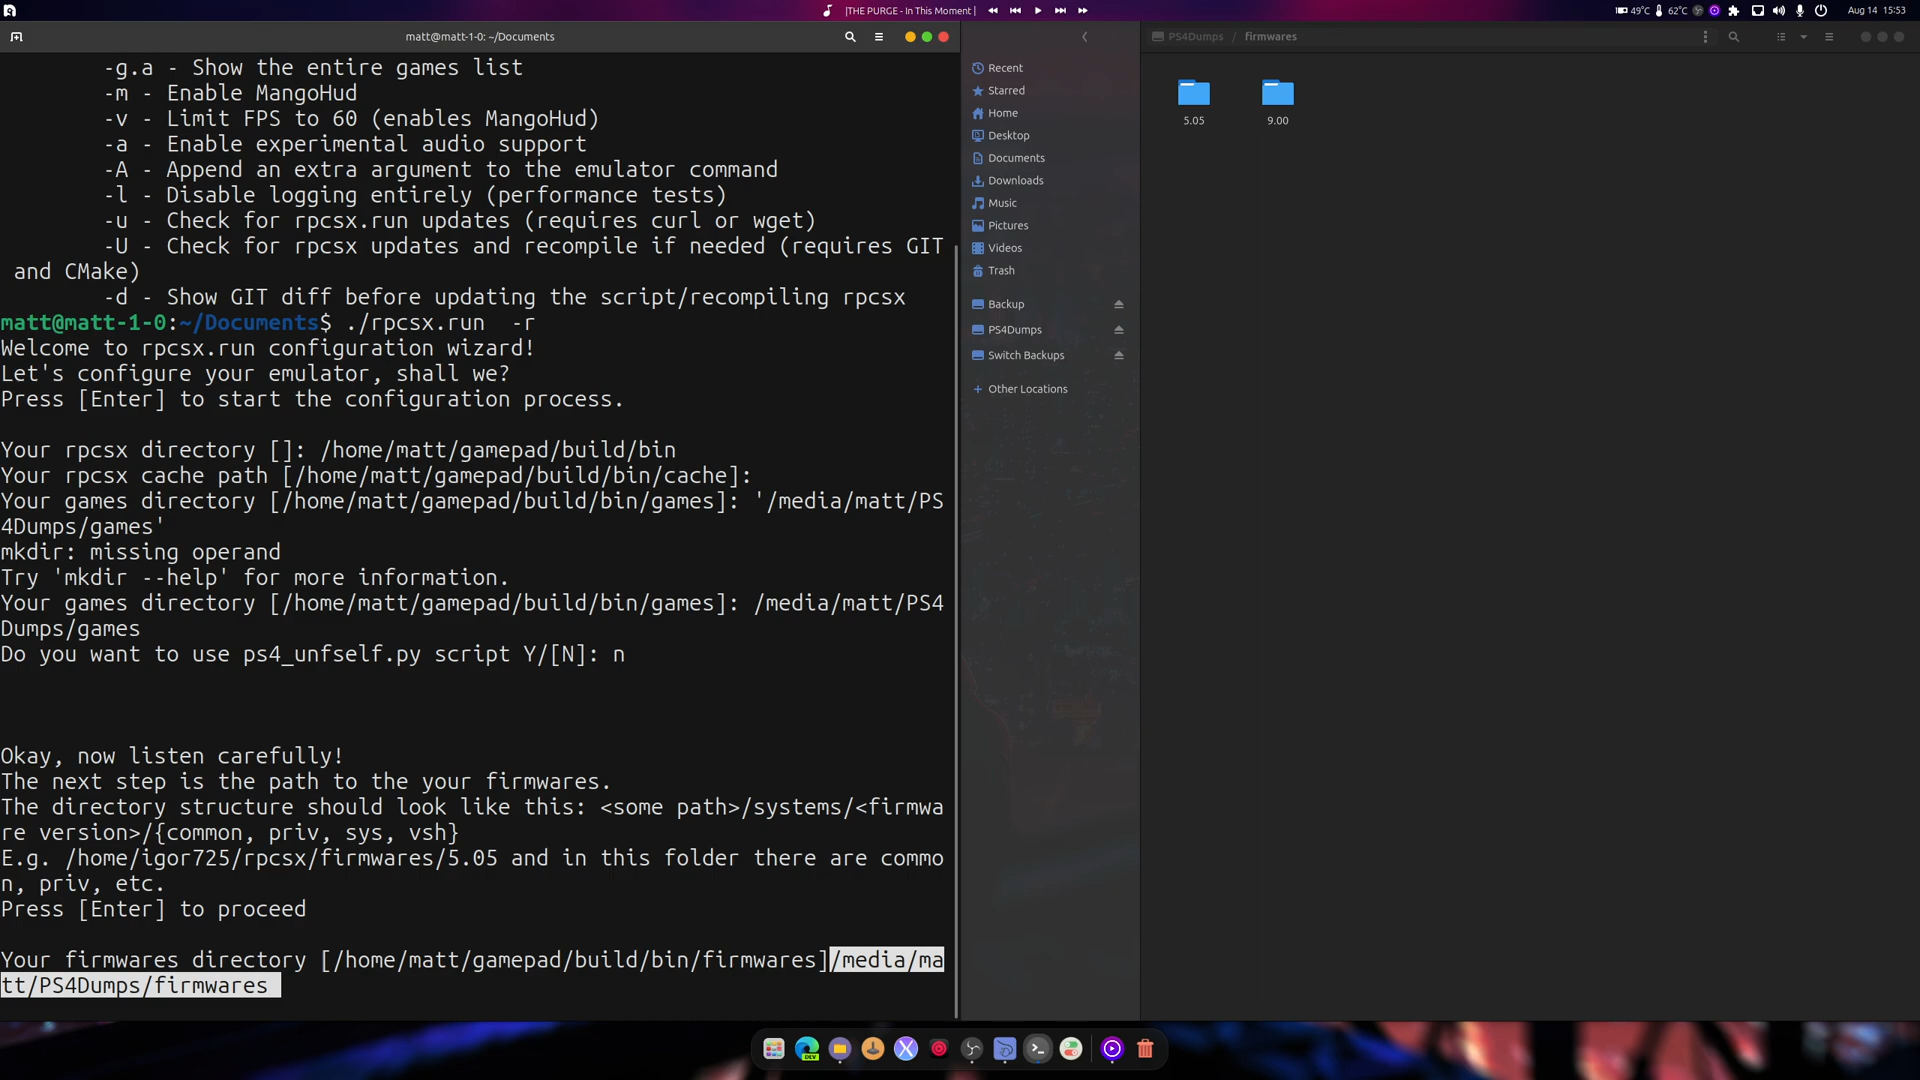 |THE PURGE - In This Moment |
49°C
62°C
Aug 14 15:53
matt@matt-1-0: ~/Documents
-g.a - Show the entire games list
-m - Enable MangoHud
-v - Limit FPS to 60 (enables MangoHud)
-a - Enable experimental audio support
-A - Append an extra argument to the emulator command
-l - Disable logging entirely (performance tests)
-u - Check for rpcsx.run updates (requires curl or wget)
-U - Check for rpcsx updates and recompile if needed (requires GIT
and CMake)
-d - Show GIT diff before updating the script/recompiling rpcsx
matt@matt-1-0:~/Documents$ ./rpcsx.run  -r
Welcome to rpcsx.run configuration wizard!
Let's configure your emulator, shall we?
Press [Enter] to start the configuration process.
Your rpcsx directory []: /home/matt/gamepad/build/bin
Your rpcsx cache path [/home/matt/gamepad/build/bin/cache]:
Your games directory [/home/matt/gamepad/build/bin/games]: '/media/matt/PS
4Dumps/games'
mkdir: missing operand
Try 'mkdir --help' for more information.
Your games directory [/home/matt/gamepad/build/bin/games]: /media/matt/PS4
Dumps/games
Do you want to use ps4_unfself.py script Y/[N]: n
Okay, now listen carefully!
The next step is the path to the your firmwares.
The directory structure should look like this: <some path>/systems/<firmwa
re version>/{common, priv, sys, vsh}
E.g. /home/igor725/rpcsx/firmwares/5.05 and in this folder there are commo
n, priv, etc.
Press [Enter] to proceed
Your firmwares directory [/home/matt/gamepad/build/bin/firmwares]/media/ma
tt/PS4Dumps/firmwares
Recent
Starred
Home
Desktop
Documents
Downloads
Music
Pictures
Videos
Trash
Backup
PS4Dumps
Switch Backups
Other Locations
PS4Dumps / firmwares
5.05
9.00
DEV